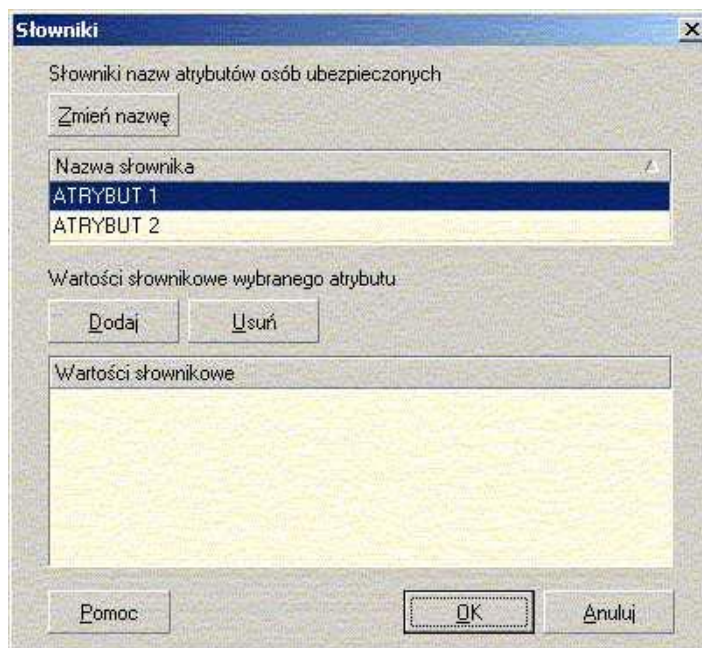 Słowniki
Słowniki nazw atrybutów osób ubezpieczonych
Zmień nazwę
Nazwa słownika
ATRYBUT 1
ATRYBUT 2
Wartości słownikowe wybranego atrybutu
Dodaj Usuń
Wartości słownikowe
Pomoc OK Anuluj